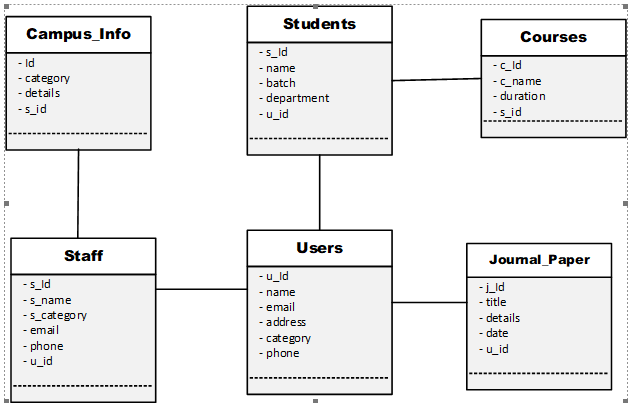 Campus_Info
- Id
- category
- details
- s_id
Students
- s_Id
- name
- batch
- department
- u_id
Courses
- c_Id
- c_name
- duration
- s_id
Staff
- s_Id
- s_name
- s_category
- email
- phone
- u_id
Users
- u_Id
- name
- email
- address
- category
- phone
Journal_Paper
- j_Id
- title
- details
- date
- u_id